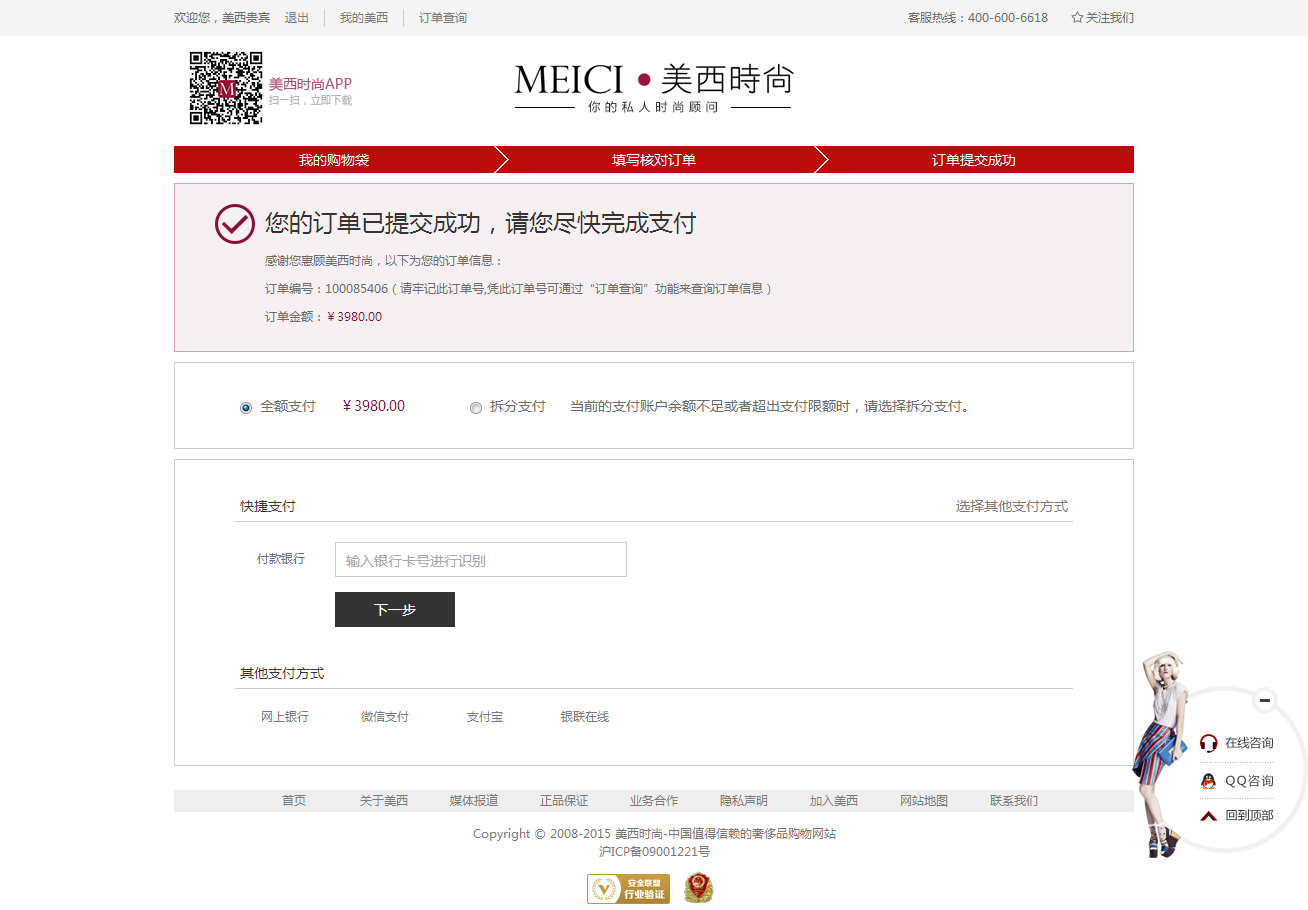 欢迎您，美西贵宾 退出 我的美西 订单查询 客服热线：400-600-6618 关注我们
M
美西时尚APP
扫一扫，立即下载
MEICI 美西時尚
你的私人时尚顾问
我的购物袋 填写核对订单 订单提交成功
您的订单已提交成功，请您尽快完成支付
感谢您惠顾美西时尚，以下为您的订单信息：
订单编号：100085406（请牢记此订单号,凭此订单号可通过“订单查询”功能来查询订单信息）
订单金额：￥3980.00
全额支付 ￥3980.00 拆分支付 当前的支付账户余额不足或者超出支付限额时，请选择拆分支付。
快捷支付 选择其他支付方式
付款银行 输入银行卡号进行识别
下一步
其他支付方式
网上银行 微信支付 支付宝 银联在线
在线咨询
QQ咨询
回到顶部
首页 关于美西 媒体报道 正品保证 业务合作 隐私声明 加入美西 网站地图 联系我们
Copyright © 2008-2015 美西时尚-中国值得信赖的奢侈品购物网站
沪ICP备09001221号
安全联盟
行业验证